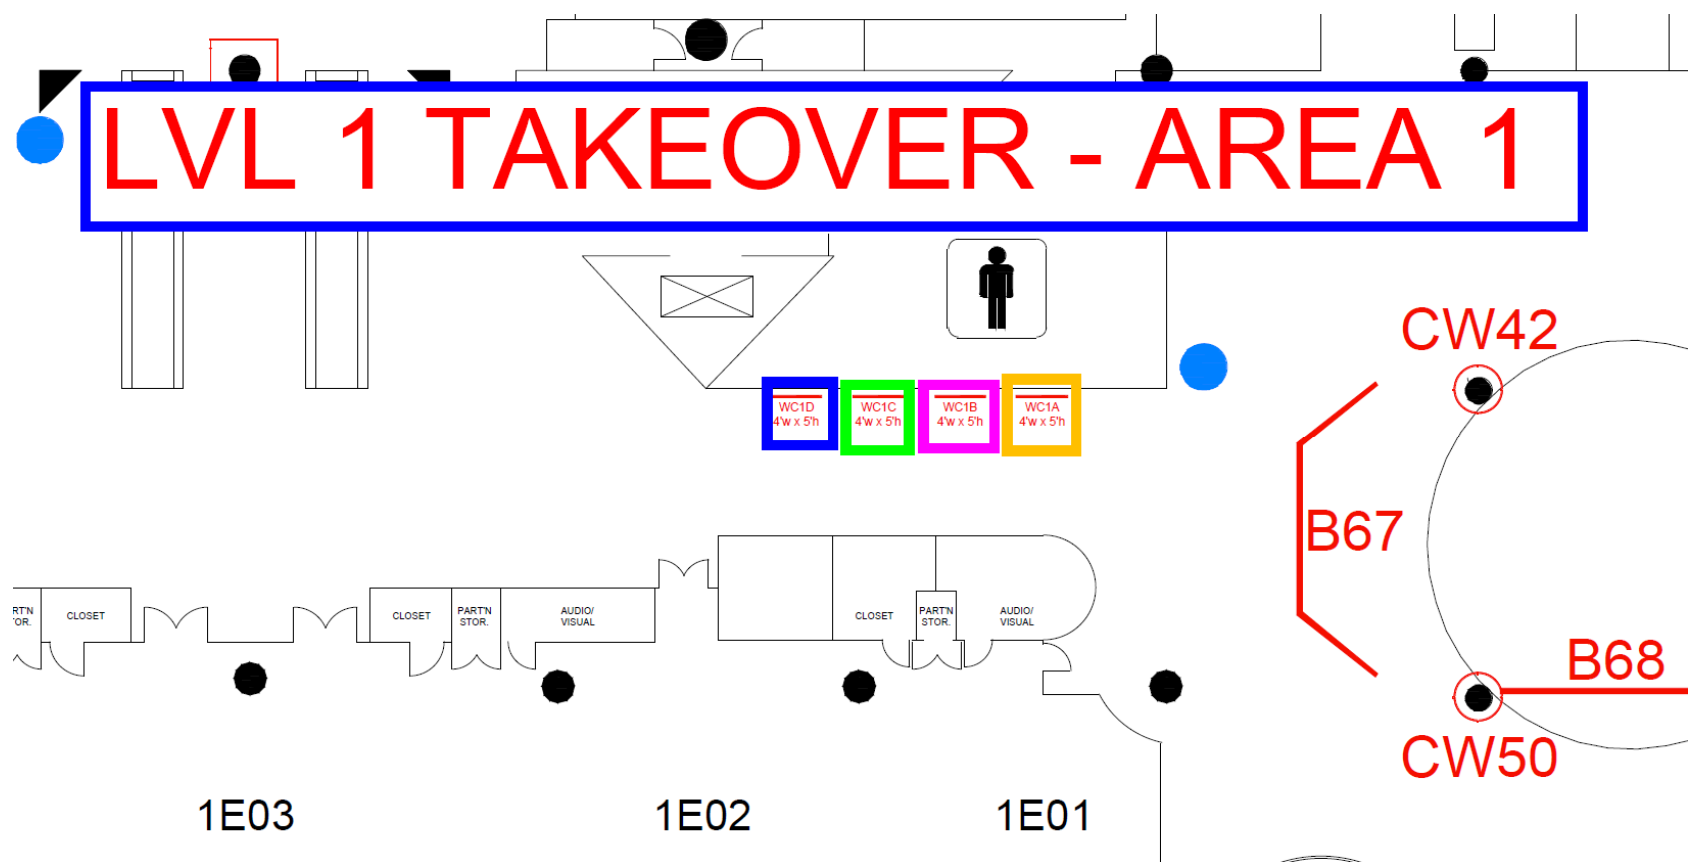 LVL 1 TAKEOVER - AREA 1
CW42
WC1D
4'w x 5'h
WC1C
4'w x 5'h
WC1B
4'w x 5'h
WC1A
4'w x 5'h
B67
CLOSET
CLOSET
PART'N
STOR.
AUDIO/
VISUAL
CLOSET
PART'N
STOR.
AUDIO/
VISUAL
B68
CW50
1E03
1E02
1E01